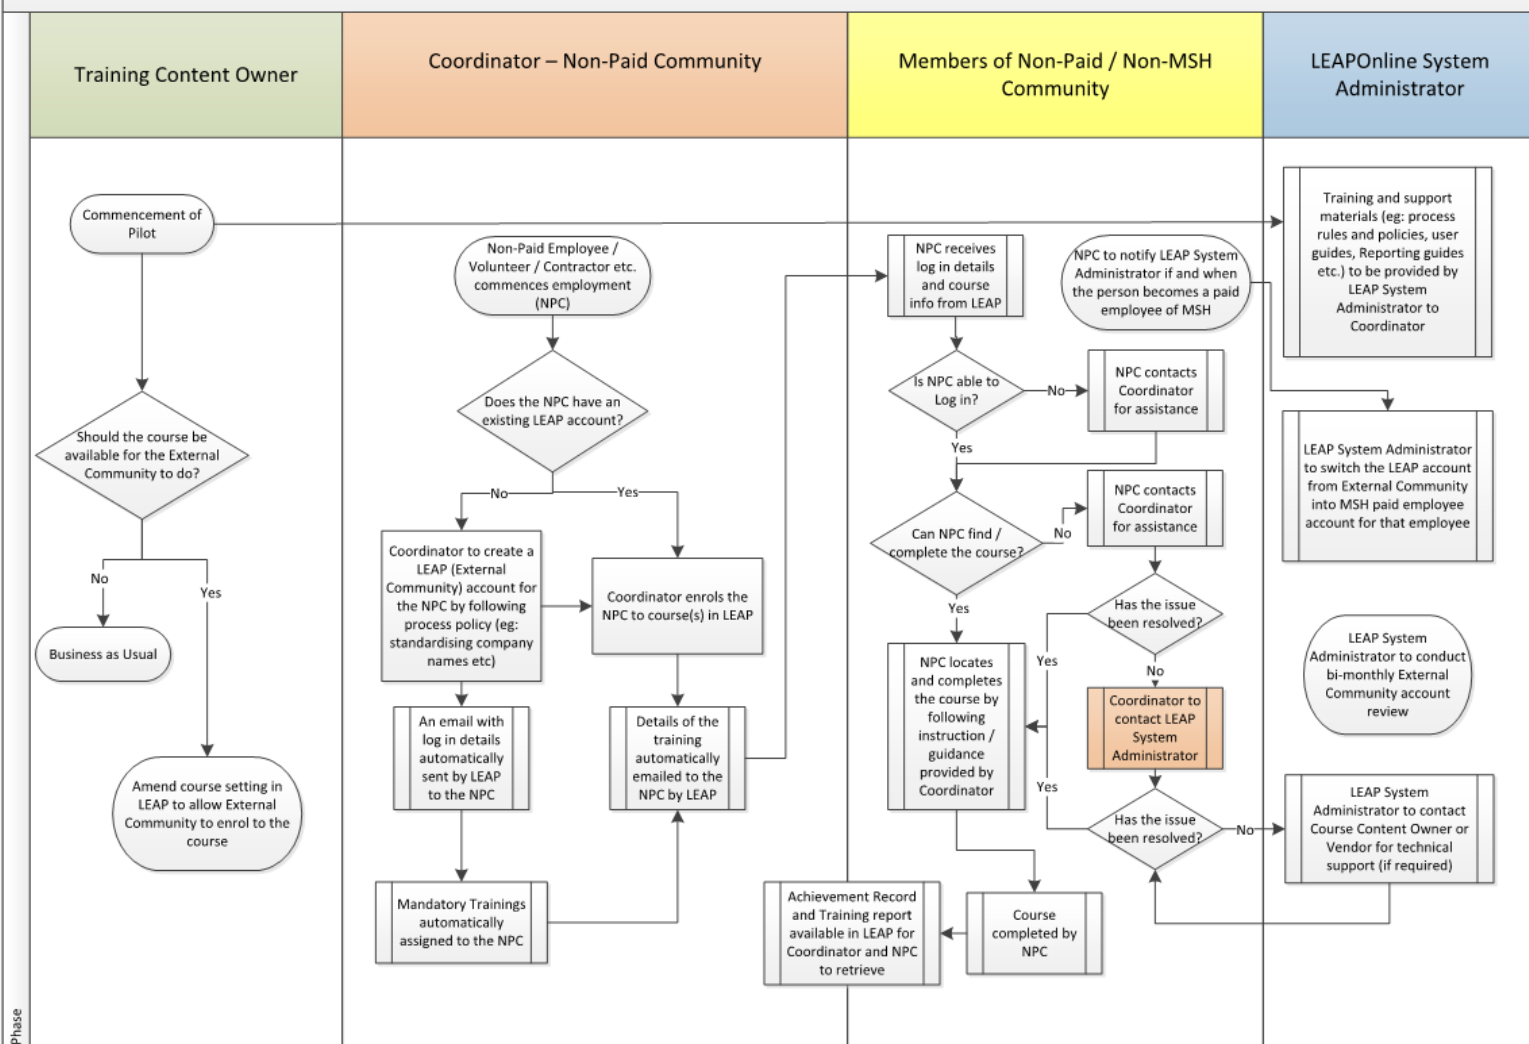 Training Content Owner
Coordinator – Non-Paid Community
Members of Non-Paid / Non-MSH
Community
LEAPOnline System
Administrator
Commencement of
Pilot
Should the course be
available for the External
Community to do?
No
Yes
Business as Usual
Amend course setting in
LEAP to allow External
Community to enrol to the
course
Non-Paid Employee /
Volunteer / Contractor etc.
commences employment
(NPC)
Does the NPC have an
existing LEAP account?
No
Yes
Coordinator to create a
LEAP (External
Community) account for
the NPC by following
process policy (eg:
standardising company
names etc)
Coordinator enrols the
NPC to course(s) in LEAP
An email with
log in details
automatically
sent by LEAP
to the NPC
Details of the
training
automatically
emailed to the
NPC by LEAP
Mandatory Trainings
automatically
assigned to the NPC
NPC receives
log in details
and course
info from LEAP
NPC to notify LEAP System
Administrator if and when
the person becomes a paid
employee of MSH
Is NPC able to
Log in?
No
NPC contacts
Coordinator
for assistance
Yes
Can NPC find /
complete the course?
No
NPC contacts
Coordinator
for assistance
Yes
Has the issue
been resolved?
Yes
No
NPC locates
and completes
the course by
following
instruction /
guidance
provided by
Coordinator
Coordinator to
contact LEAP
System
Administrator
Yes
Has the issue
been resolved?
No
Achievement Record
and Training report
available in LEAP for
Coordinator and NPC
to retrieve
Course
completed by
NPC
Training and support
materials (eg: process
rules and policies, user
guides, Reporting guides
etc.) to be provided by
LEAP System
Administrator to
Coordinator
LEAP System Administrator
to switch the LEAP account
from External Community
into MSH paid employee
account for that employee
LEAP System
Administrator to conduct
bi-monthly External
Community account
review
LEAP System
Administrator to contact
Course Content Owner or
Vendor for technical
support (if required)
Phase